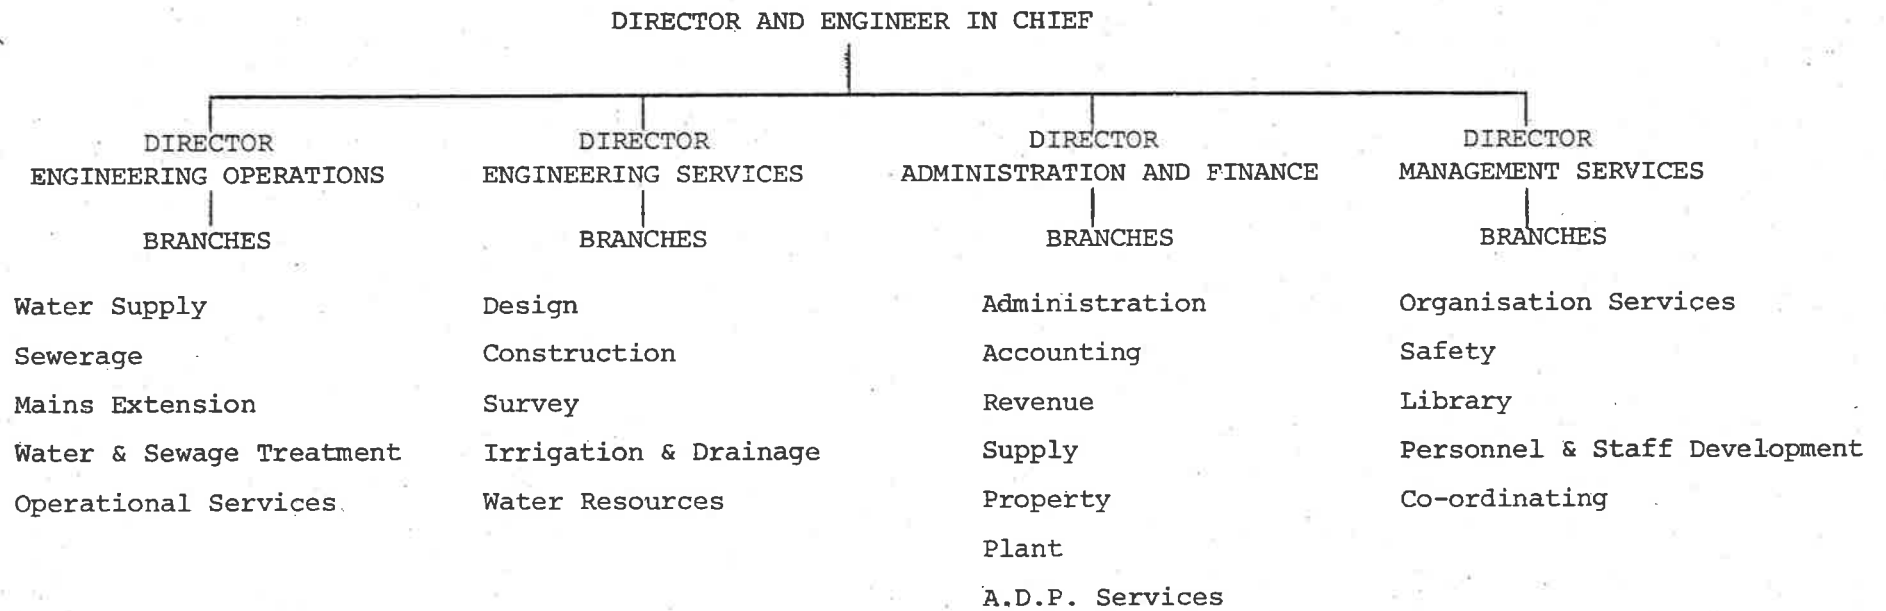 DIRECTOR AND ENGINEER IN CHIEF
DIRECTOR
ENGINEERING OPERATIONS
BRANCHES
Water Supply
Sewerage
Mains Extension
Water & Sewage Treatment
Operational Services
DIRECTOR
ENGINEERING SERVICES
BRANCHES
Design
Construction
Survey
Irrigation & Drainage
Water Resources
DIRECTOR
ADMINISTRATION AND FINANCE
BRANCHES
Administration
Accounting
Revenue
Supply
Property
Plant
A.D.P. Services
DIRECTOR
MANAGEMENT SERVICES
BRANCHES
Organisation Services
Safety
Library
Personnel & Staff Development
Co-ordinating